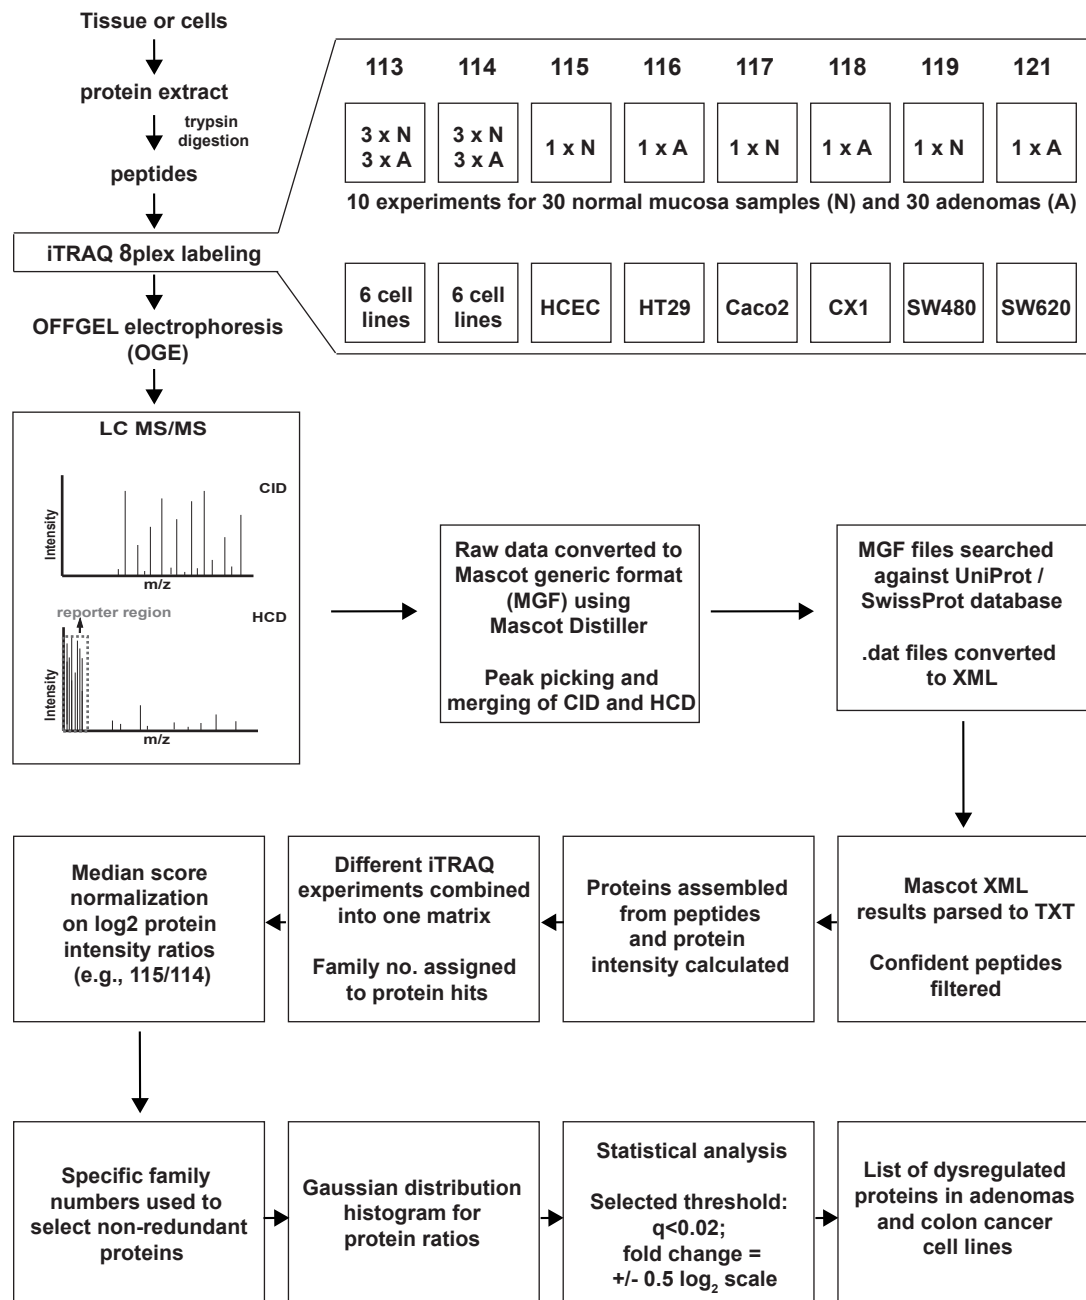 Tissue or cells
protein extract
trypsin
digestion
peptides
iTRAQ 8plex labeling
OFFGEL electrophoresis
(OGE)
113 114 115 116 117 118 119 121
3 x N
3 x A
3 x N
3 x A
1 x N
1 x A
1 x N
1 x A
1 x N
1 x A
10 experiments for 30 normal mucosa samples (N) and 30 adenomas (A)
6 cell
lines
6 cell
lines
HCEC
HT29
Caco2
CX1
SW480
SW620
LC MS/MS
CID
Intensity
m/z
reporter region
HCD
Intensity
m/z
Raw data converted to
Mascot generic format
(MGF) using
Mascot Distiller
Peak picking and
merging of CID and HCD
MGF files searched
against UniProt /
SwissProt database
.dat files converted
to XML
Mascot XML
results parsed to TXT
Confident peptides
filtered
Proteins assembled
from peptides
and protein
intensity calculated
Different iTRAQ
experiments combined
into one matrix
Family no. assigned
to protein hits
Median score
normalization
on log2 protein
intensity ratios
(e.g., 115/114)
Specific family
numbers used to
select non-redundant
proteins
Gaussian distribution
histogram for
protein ratios
Statistical analysis
Selected threshold:
q<0.02;
fold change =
+/- 0.5 log2 scale
List of dysregulated
proteins in adenomas
and colon cancer
cell lines